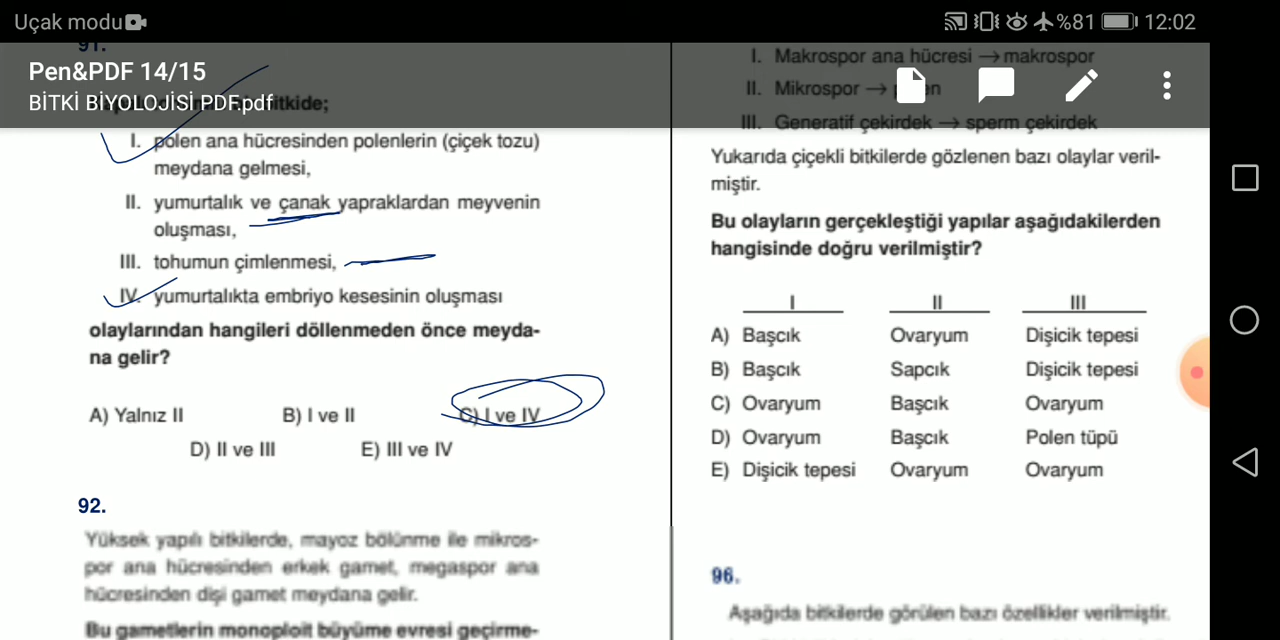 Uçak modu
%81
12:02
91.
Pen&PDF 14/15
BİTKİ BİYOLOJİSİ PDF.pdf
bitkide;
I. polen ana hücresinden polenlerin (çiçek tozu)
meydana gelmesi,
II. yumurtalık ve çanak yapraklardan meyvenin
oluşması,
III. tohumun çimlenmesi,
IV. yumurtalıkta embriyo kesesinin oluşması
olaylarından hangileri döllenmeden önce meyda-
na gelir?
A) Yalnız II B) I ve II C) I ve IV
D) II ve III E) III ve IV
92.
Yüksek yapılı bitkilerde, mayoz bölünme ile mikros-
por ana hücresinden erkek gamet, megaspor ana
hücresinden dişi gamet meydana gelir.
Bu gametlerin monoploit büyüme evresi geçirme-
I. Makrospor ana hücresi → makrospor
II. Mikrospor →
III. Generatif çekirdek → sperm çekirdek
Yukarıda çiçekli bitkilerde gözlenen bazı olaylar veril-
miştir.
Bu olayların gerçekleştiği yapılar aşağıdakilerden
hangisinde doğru verilmiştir?
I II III
A) Başcık Ovaryum Dişicik tepesi
B) Başcık Sapcık Dişicik tepesi
C) Ovaryum Başcık Ovaryum
D) Ovaryum Başcık Polen tüpü
E) Dişicik tepesi Ovaryum Ovaryum
96.
Aşağıda bitkilerde görülen bazı özellikler verilmiştir.